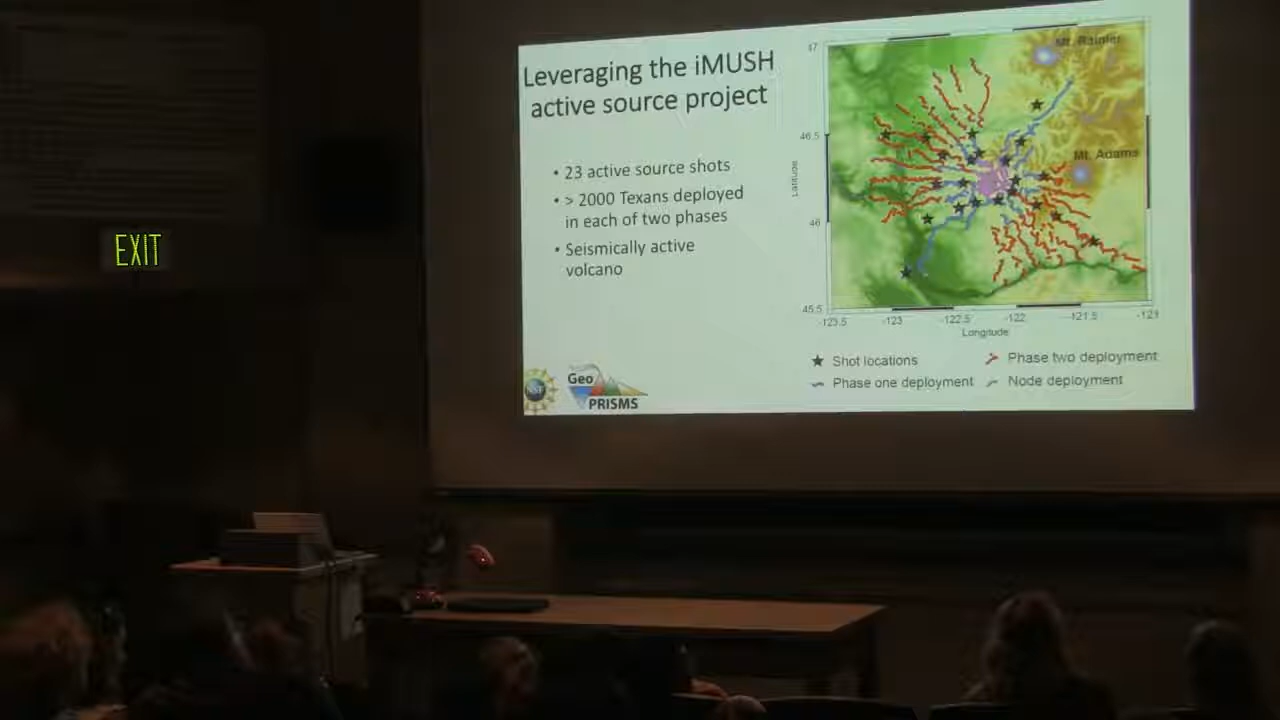 Leveraging the iMUSH
active source project
• 23 active source shots
• > 2000 Texans deployed
in each of two phases
• Seismically active
volcano
NSF
Geo
PRISMS
Mt. Rainier
Mt. Adams
47
46.5
46
45.5
Latitude
-123.5 -123 -122.5 -122 -121.5 -121
Longitude
Shot locations
Phase two deployment
Phase one deployment
Node deployment
EXIT